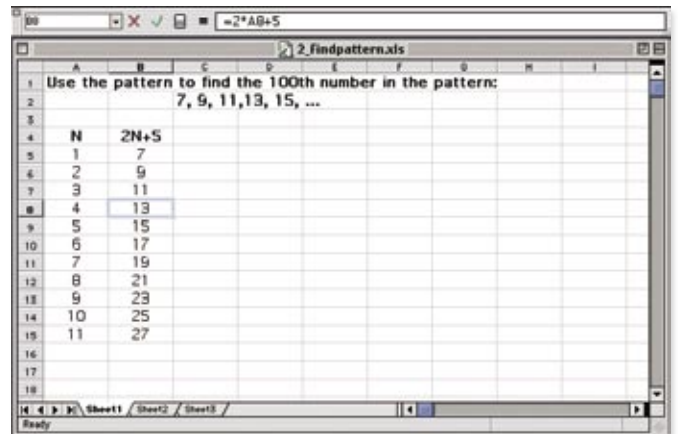 B8 = =2*A8+5
2_findpattern.xls
A B C D E F G H I
1 Use the pattern to find the 100th number in the pattern:
2 7, 9, 11,13, 15, ...
3
4 N 2N+5
5 1 7
6 2 9
7 3 11
8 4 13
9 5 15
10 6 17
11 7 19
12 8 21
13 9 23
14 10 25
15 11 27
16
17
18
Sheet1 Sheet2 Sheet3
Ready